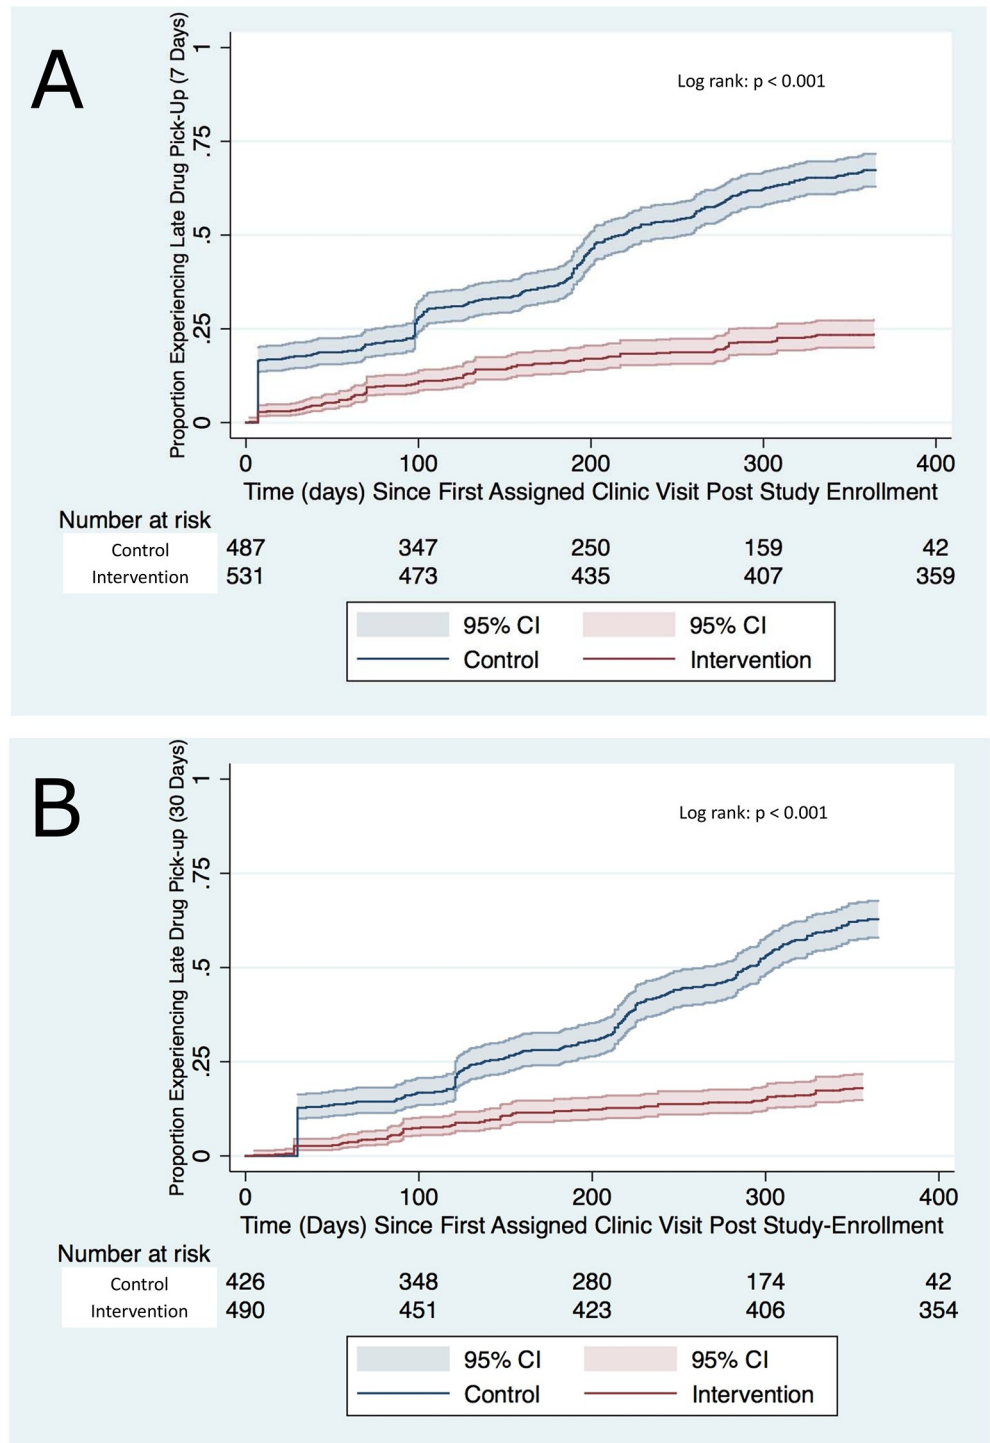 A
Proportion Experiencing Late Drug Pick-Up (7 Days)
1
.75
.5
.25
0
Log rank: p < 0.001
0 100 200 300 400
Time (days) Since First Assigned Clinic Visit Post Study Enrollment
Number at risk
Control 487 347 250 159 42
Intervention 531 473 435 407 359
95% CI 95% CI
Control Intervention
B
Proportion Experiencing Late Drug Pick-up (30 Days)
1
.75
.5
.25
0
Log rank: p < 0.001
0 100 200 300 400
Time (Days) Since First Assigned Clinic Visit Post Study-Enrollment
Number at risk
Control 426 348 280 174 42
Intervention 490 451 423 406 354
95% CI 95% CI
Control Intervention